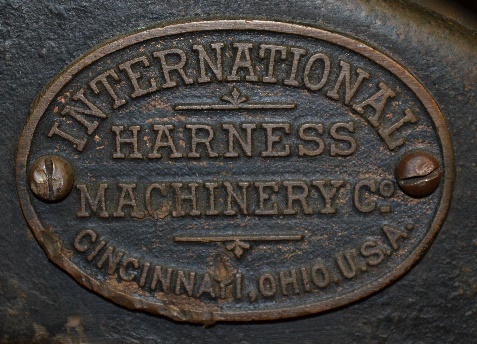 INTERNATIONAL
HARNESS
MACHINERY Co.
CINCINNATI, OHIO. U.S.A.